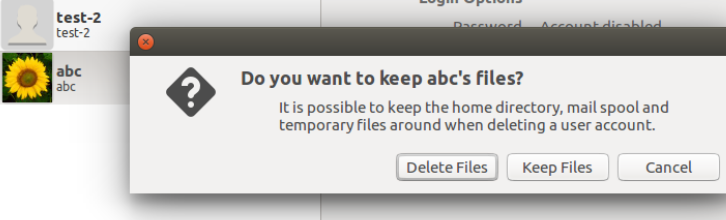 Login Options
test-2
test-2
Password Account disabled
abc
abc
Do you want to keep abc's files?
It is possible to keep the home directory, mail spool and
temporary files around when deleting a user account.
Delete Files Keep Files Cancel